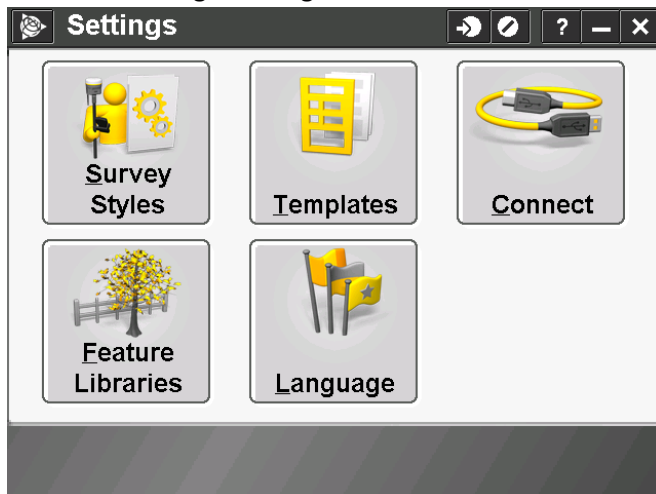 Settings
?
Survey
Styles
Templates
Connect
Feature
Libraries
Language